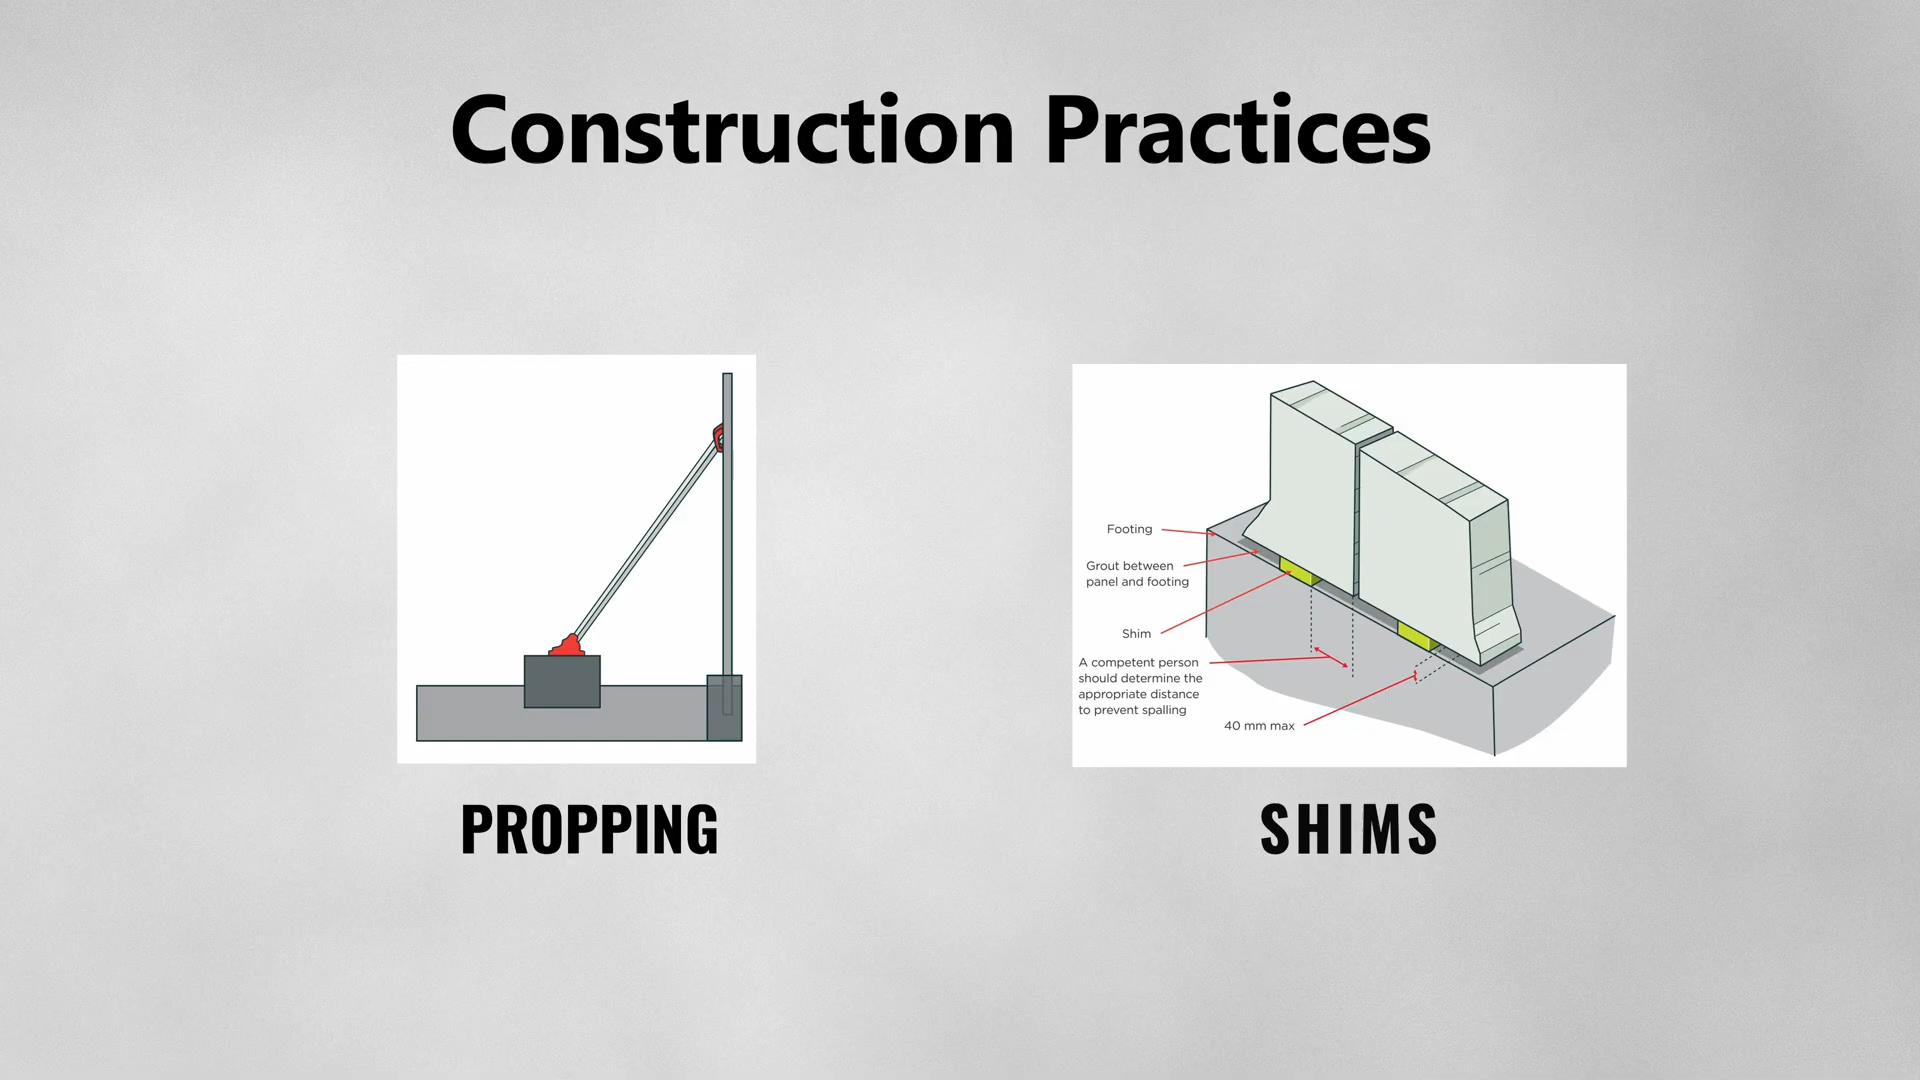 Construction Practices
Footing
Grout between
panel and footing
Shim
A competent person
should determine the
appropriate distance
to prevent spalling
40 mm max
PROPPING
SHIMS